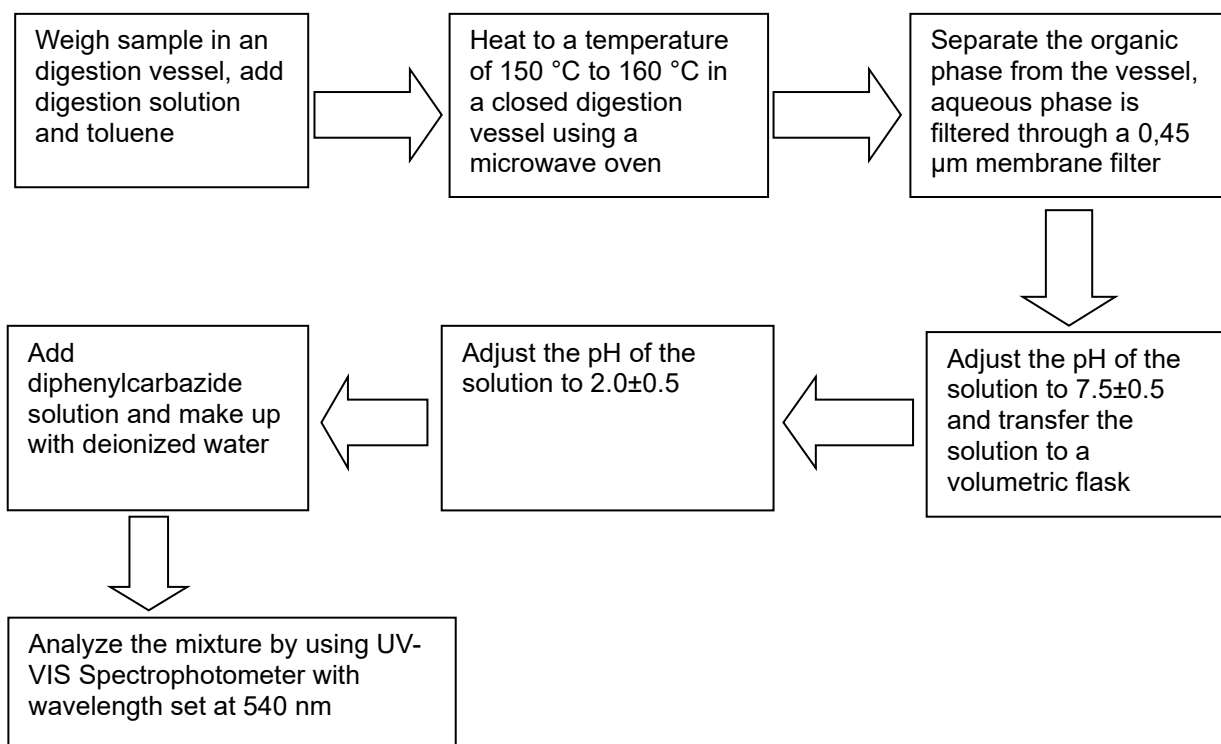 Weigh sample in an
digestion vessel, add
digestion solution
and toluene
Heat to a temperature
of 150 °C to 160 °C in
a closed digestion
vessel using a
microwave oven
Separate the organic
phase from the vessel,
aqueous phase is
filtered through a 0,45
µm membrane filter
Adjust the pH of the
solution to 7.5±0.5
and transfer the
solution to a
volumetric flask
Adjust the pH of the
solution to 2.0±0.5
Add
diphenylcarbazide
solution and make up
with deionized water
Analyze the mixture by using UV-
VIS Spectrophotometer with
wavelength set at 540 nm